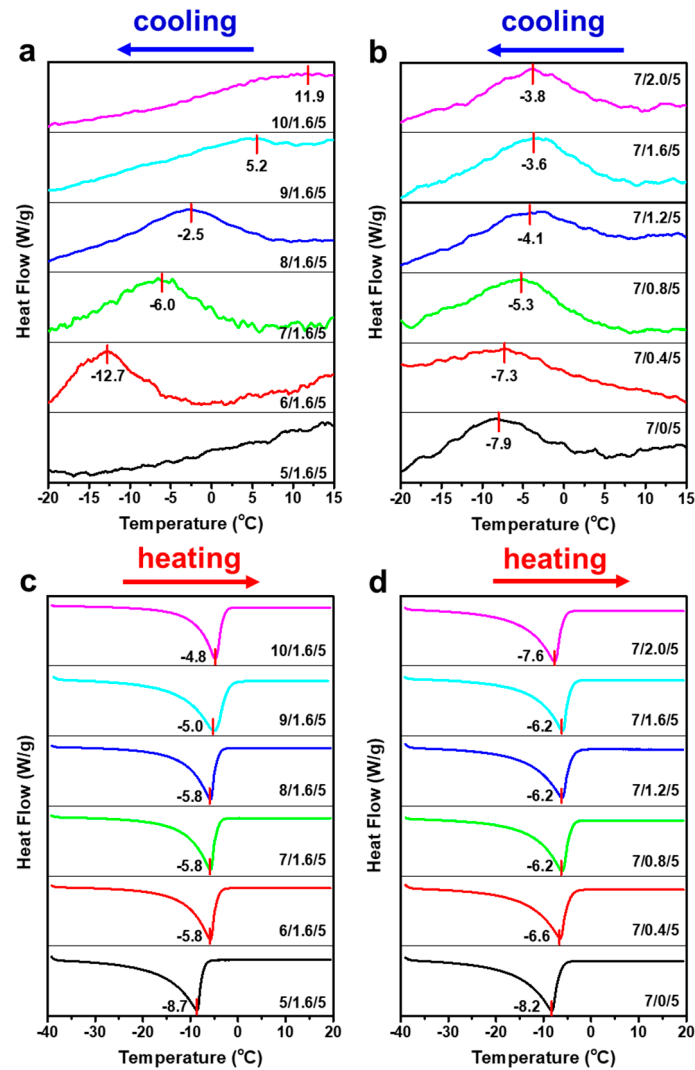 cooling
a
11.9
10/1.6/5
5.2
9/1.6/5
-2.5
8/1.6/5
-6.0
7/1.6/5
-12.7
6/1.6/5
5/1.6/5
Heat Flow (W/g)
-20 -15 -10 -5 0 5 10 15
Temperature (°C)
cooling
b
7/2.0/5
-3.8
7/1.6/5
-3.6
7/1.2/5
-4.1
7/0.8/5
-5.3
7/0.4/5
-7.3
7/0/5
-7.9
Heat Flow (W/g)
-20 -15 -10 -5 0 5 10 15
Temperature (°C)
heating
c
-4.8
10/1.6/5
-5.0
9/1.6/5
-5.8
8/1.6/5
-5.8
7/1.6/5
-5.8
6/1.6/5
-8.7
5/1.6/5
Heat Flow (W/g)
-40 -30 -20 -10 0 10 20
Temperature (°C)
heating
d
-7.6
7/2.0/5
-6.2
7/1.6/5
-6.2
7/1.2/5
-6.2
7/0.8/5
-6.6
7/0.4/5
-8.2
7/0/5
Heat Flow (W/g)
-40 -30 -20 -10 0 10 20
Temperature (°C)